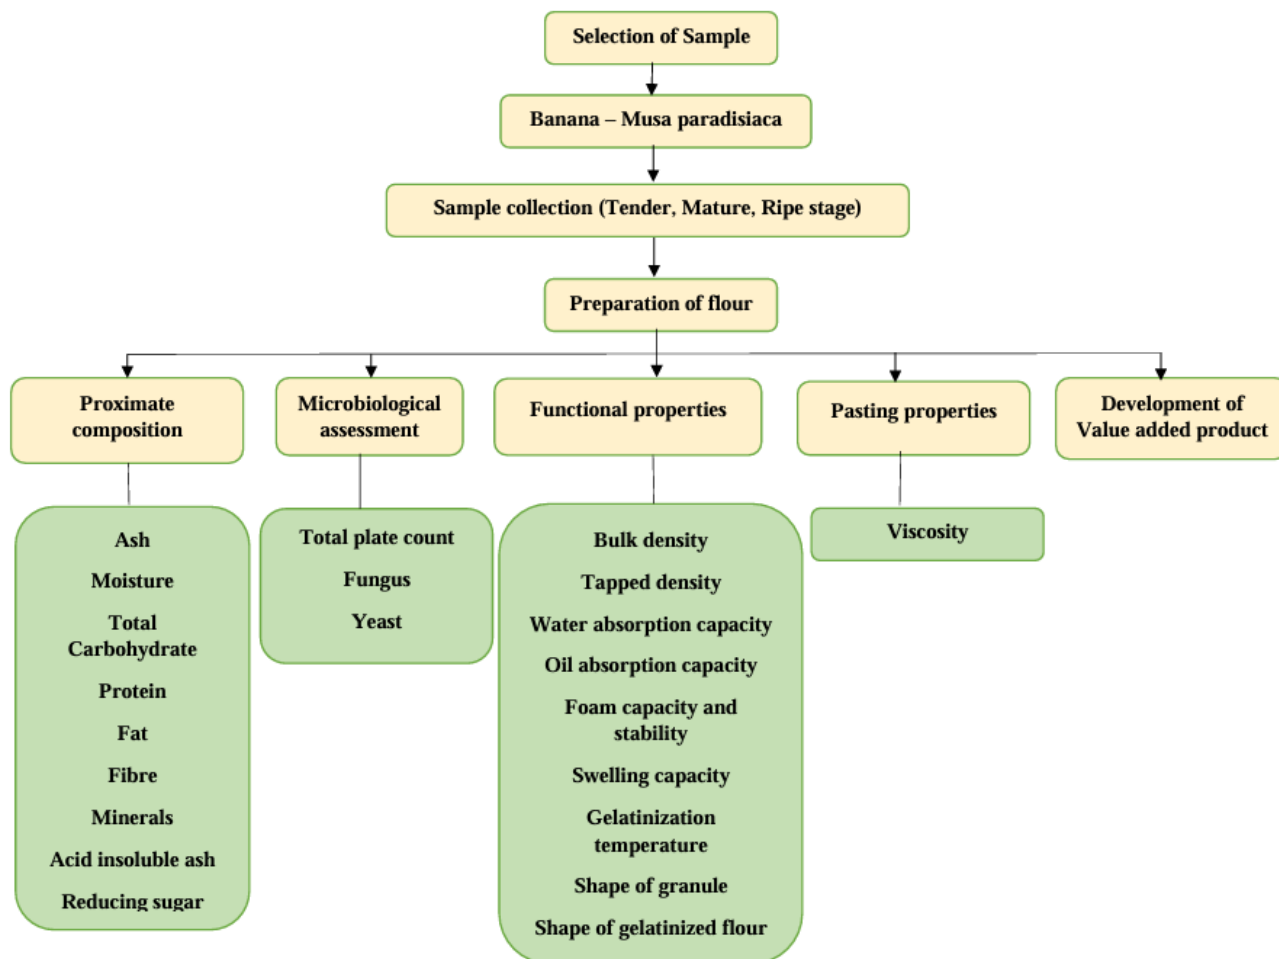 Selection of Sample
Banana – Musa paradisiaca
Sample collection (Tender, Mature, Ripe stage)
Preparation of flour
Proximate
composition
Microbiological
assessment
Functional properties
Pasting properties
Development of
Value added product
Ash
Moisture
Total
Carbohydrate
Protein
Fat
Fibre
Minerals
Acid insoluble ash
Reducing sugar
Total plate count
Fungus
Yeast
Bulk density
Tapped density
Water absorption capacity
Oil absorption capacity
Foam capacity and
stability
Swelling capacity
Gelatinization
temperature
Shape of granule
Shape of gelatinized flour
Viscosity